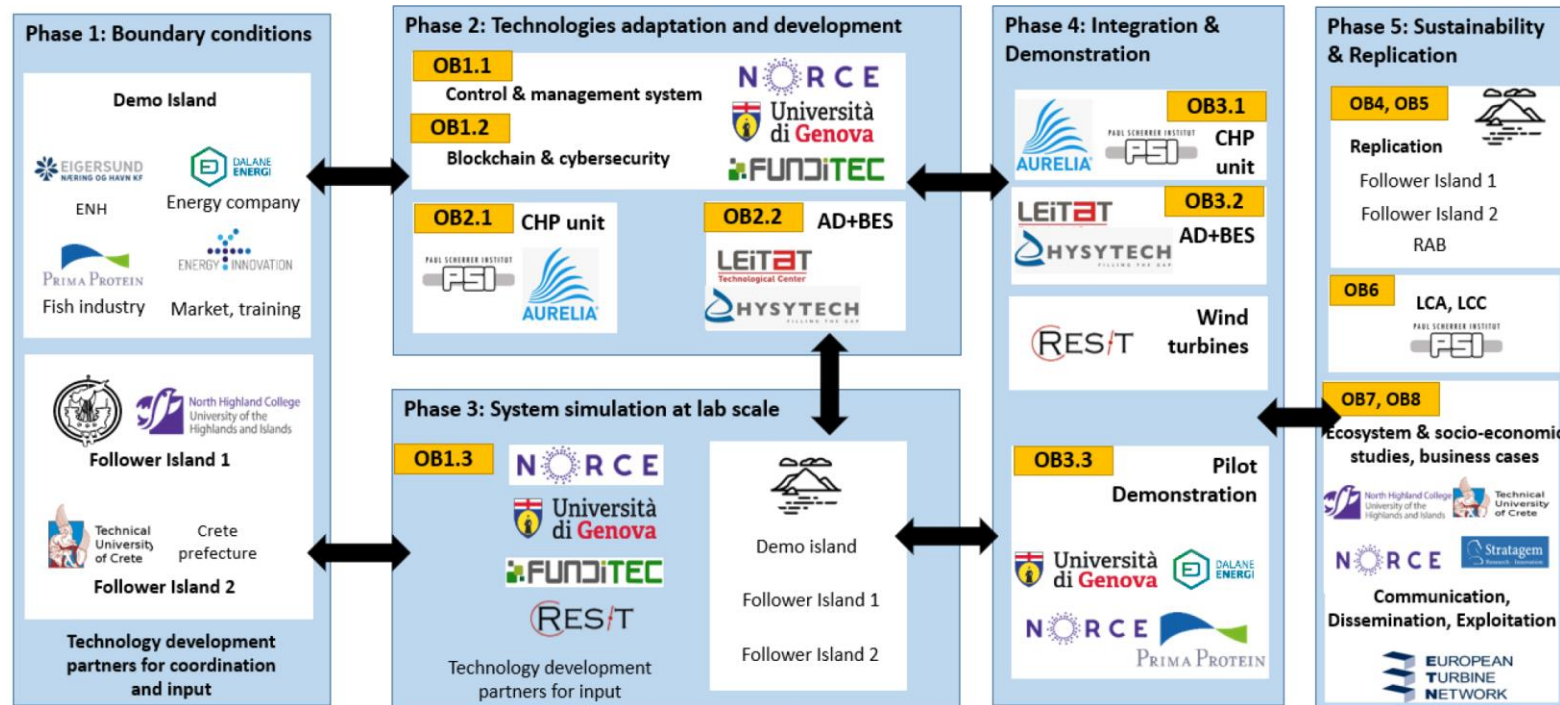 Phase 1: Boundary conditions
Demo Island
EIGERSUND
NÆRING OG HAVN KF
ENH
DALANE
ENERGI
Energy company
PRIMA PROTEIN
Fish industry
ENERGY INNOVATION
Market, training
North Highland College
University of the
Highlands and Islands
Follower Island 1
Technical
University
of Crete
Crete
prefecture
Follower Island 2
Technology development
partners for coordination
and input
Phase 2: Technologies adaptation and development
OB1.1
Control & management system
OB1.2
Blockchain & cybersecurity
NORCE
Università
di Genova
FUNDITEC
OB2.1
CHP unit
PAUL SCHERRER INSTITUT
PSI
AURELIA®
OB2.2
AD+BES
LEITAT
Technological Center
HYSYTECH
FILLING THE GAP
Phase 3: System simulation at lab scale
OB1.3
NORCE
Università
di Genova
FUNDITEC
RES/T
Technology development
partners for input
Demo island
Follower Island 1
Follower Island 2
Phase 4: Integration &
Demonstration
OB3.1
AURELIA®
PAUL SCHERRER INSTITUT
PSI
CHP
unit
OB3.2
LEITAT
Technological Center
HYSYTECH
FILLING THE GAP
AD+BES
RES/T
Wind
turbines
OB3.3
Pilot
Demonstration
Università
di Genova
DALANE
ENERGI
NORCE
PRIMA PROTEIN
Phase 5: Sustainability
& Replication
OB4, OB5
Replication
Follower Island 1
Follower Island 2
RAB
OB6
LCA, LCC
PAUL SCHERRER INSTITUT
PSI
OB7, OB8
Ecosystem & socio-economic
studies, business cases
North Highland College
University of the
Highlands and Islands
Technical
University
of Crete
NORCE
Stratagem
Research · Innovation
Communication,
Dissemination, Exploitation
EUROPEAN
TURBINE
NETWORK